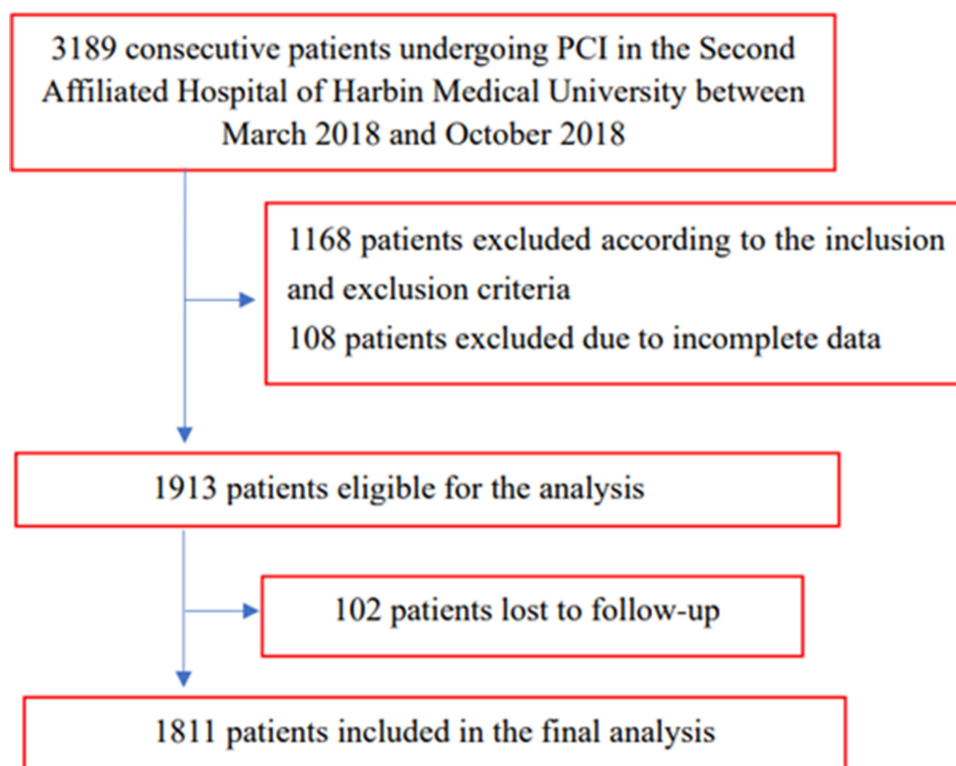 3189 consecutive patients undergoing PCI in the Second
Affiliated Hospital of Harbin Medical University between
March 2018 and October 2018
1168 patients excluded according to the inclusion
and exclusion criteria
108 patients excluded due to incomplete data
1913 patients eligible for the analysis
102 patients lost to follow-up
1811 patients included in the final analysis